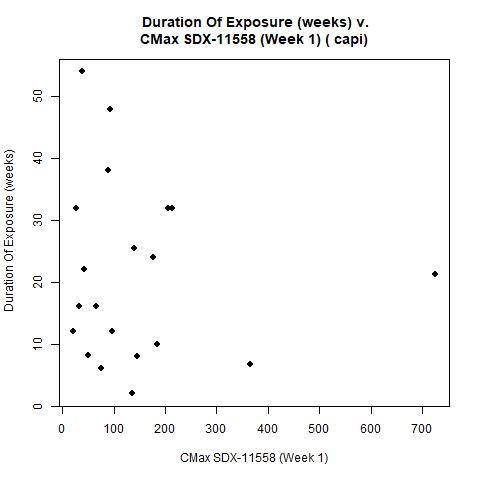 Duration Of Exposure (weeks) v.
CMax SDX-11558 (Week 1) ( capi)
Duration Of Exposure (weeks)
50
40
30
20
10
0
0 100 200 300 400 500 600 700
CMax SDX-11558 (Week 1)